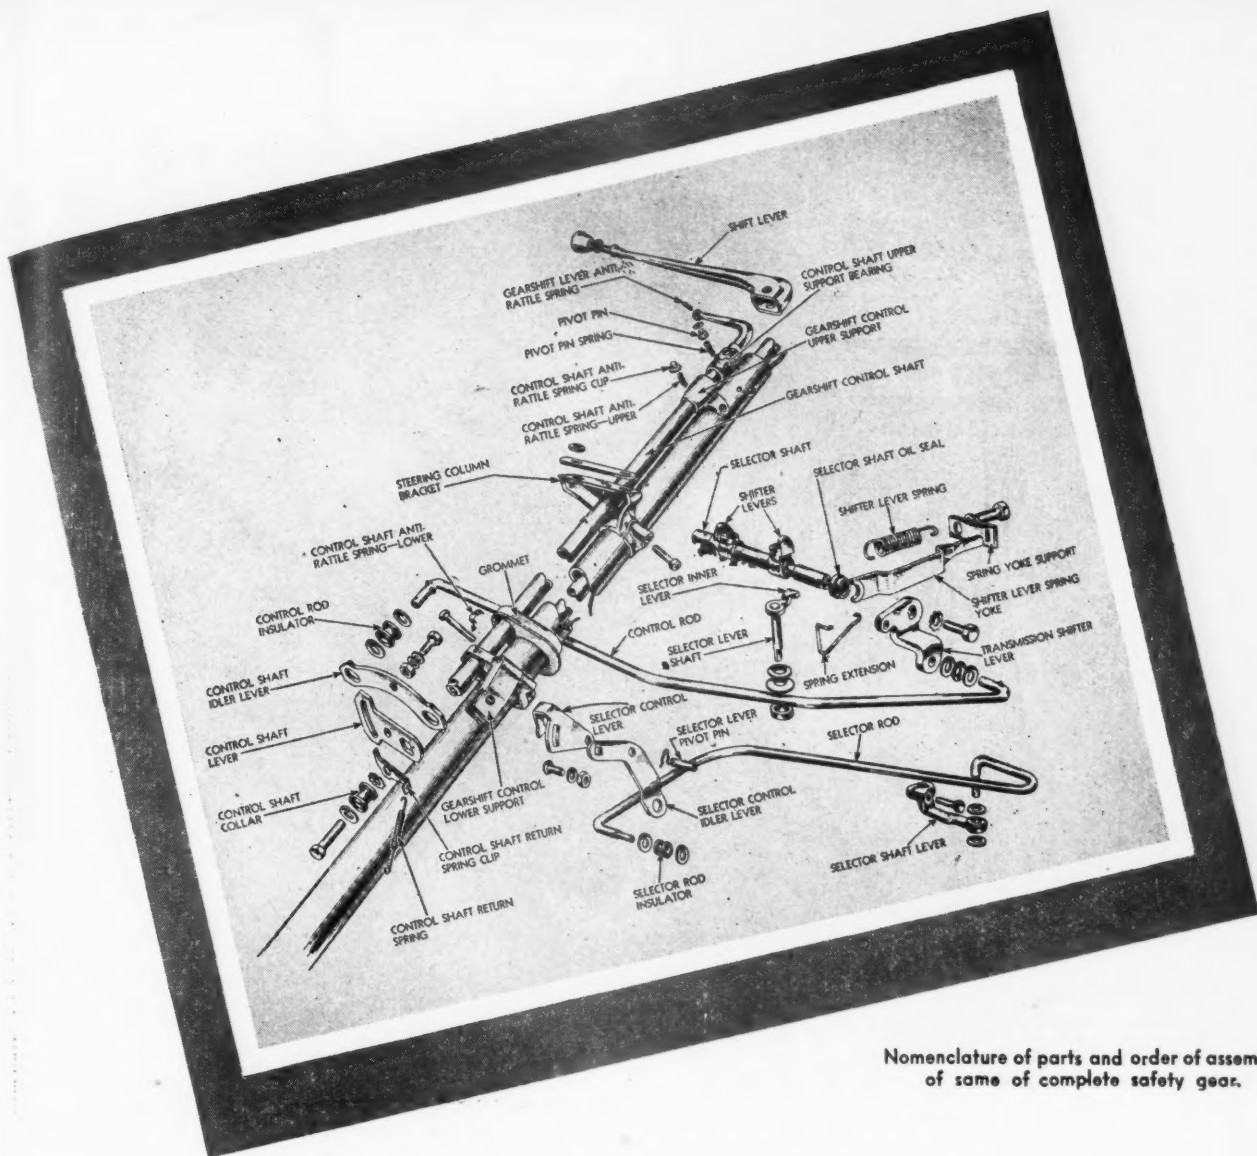 SHIFT LEVER
GEARSHIFT LEVER ANTI-
RATTLE SPRING
CONTROL SHAFT UPPER
SUPPORT BEARING
PIVOT PIN
PIVOT PIN SPRING
GEARSHIFT CONTROL
UPPER SUPPORT
CONTROL SHAFT ANTI-
RATTLE SPRING CLIP
GEARSHIFT CONTROL SHAFT
CONTROL SHAFT ANTI-
RATTLE SPRING—UPPER
STEERING COLUMN
BRACKET
SELECTOR SHAFT
SELECTOR SHAFT OIL SEAL
SHIFTER
LEVERS
SHIFTER LEVER SPRING
CONTROL SHAFT ANTI-
RATTLE SPRING—LOWER
GROMMET
SPRING YOKE SUPPORT
SELECTOR INNER
LEVER
SHIFTER LEVER SPRING
YOKE
CONTROL ROD
INSULATOR
CONTROL ROD
SELECTOR LEVER
SHAFT
TRANSMISSION SHIFTER
LEVER
SPRING EXTENSION
CONTROL SHAFT
IDLER LEVER
SELECTOR CONTROL
LEVER
SELECTOR LEVER
PIVOT PIN
SELECTOR ROD
CONTROL SHAFT
LEVER
GEARSHIFT CONTROL
LOWER SUPPORT
SELECTOR CONTROL
IDLER LEVER
CONTROL SHAFT
COLLAR
CONTROL SHAFT RETURN
SPRING CLIP
SELECTOR SHAFT LEVER
SELECTOR ROD
INSULATOR
CONTROL SHAFT RETURN
SPRING
Nomenclature of parts and order of assem
of same of complete safety gear.